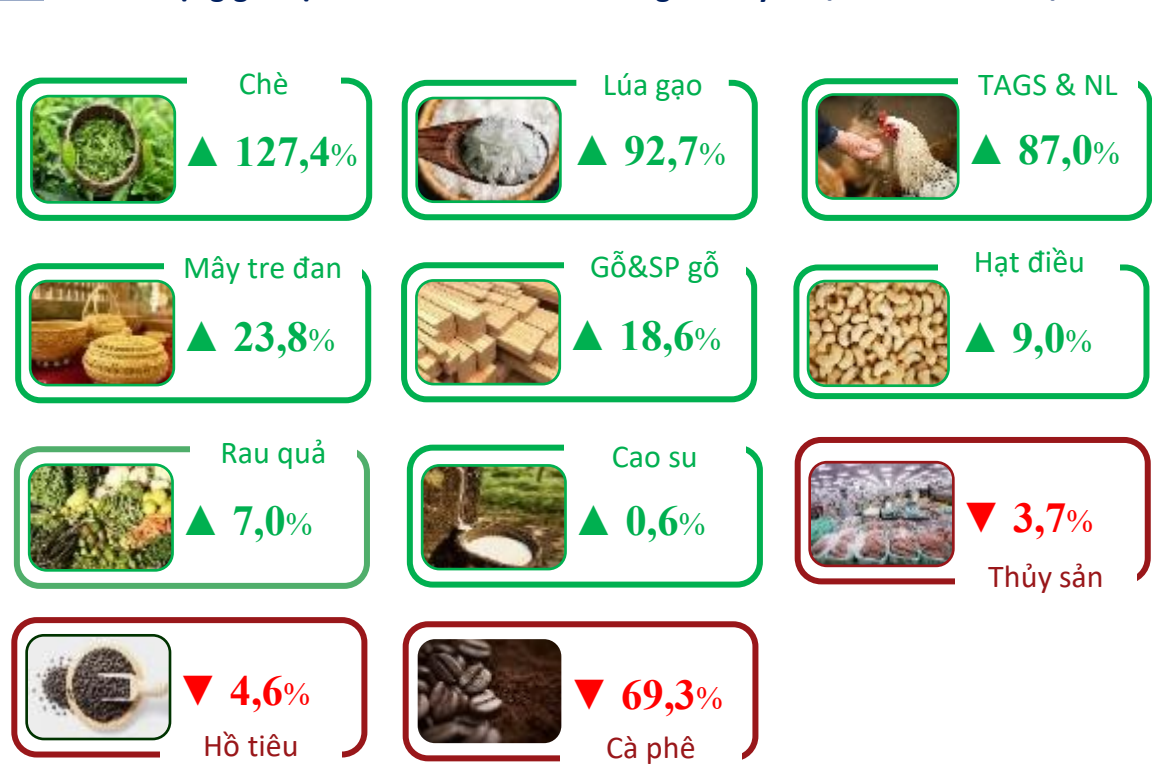 Chè
▲ 127,4%
Lúa gạo
▲ 92,7%
TAGS & NL
▲ 87,0%
Mây tre đan
▲ 23,8%
Gỗ&SP gỗ
▲ 18,6%
Hạt điều
▲ 9,0%
Rau quả
▲ 7,0%
Cao su
▲ 0,6%
▼ 3,7%
Thủy sản
▼ 4,6%
Hồ tiêu
▼ 69,3%
Cà phê